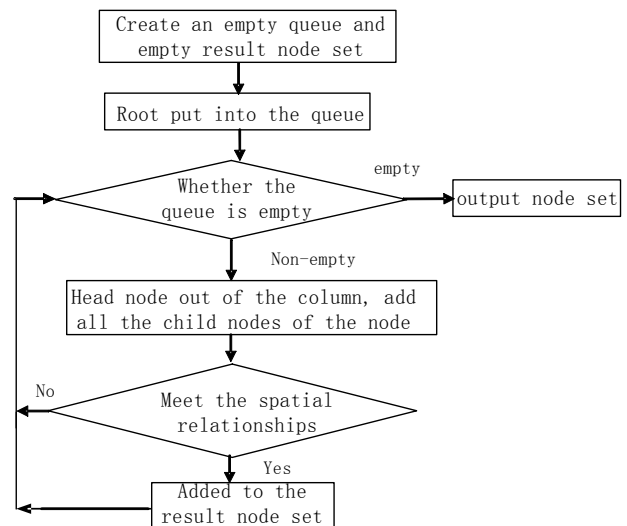 Create an empty queue and
empty result node set
Root put into the queue
empty
Whether the
queue is empty
output node set
Non-empty
Head node out of the column, add
all the child nodes of the node
No
Meet the spatial
relationships
Yes
Added to the
result node set